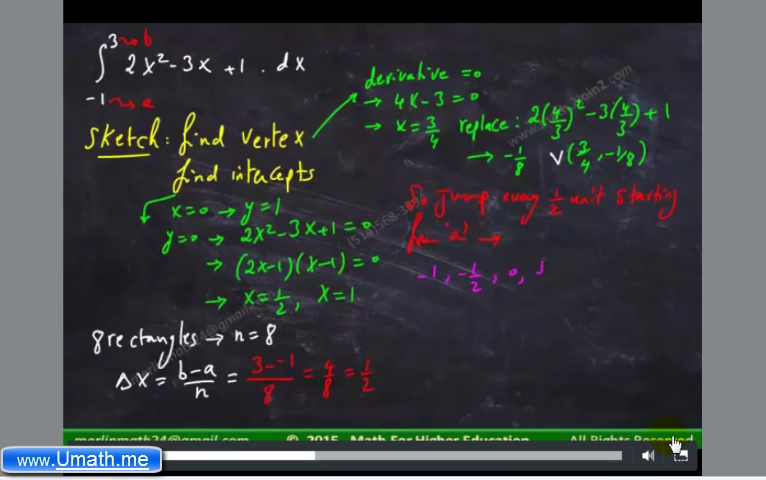 ∫₋₁³ 2x² - 3x + 1 . dx
3 → b
-1 → a
Sketch : find vertex
find intercepts
x=0 → y=1
y=0 → 2x² - 3x + 1 = 0
→ (2x-1)(x-1) = 0
→ x = 1/2, x = 1
derivative = 0
→ 4x - 3 = 0
→ x = 3/4 replace : 2(4/3)² - 3(4/3) + 1
→ -1/8 V(3/4, -1/8)
So Jump every 1/2 unit starting
from 'a' →
-1, -1/2, 0,
8 rectangles → n = 8
Δx = b-a/n = 3--1/8 = 4/8 = 1/2
merlinmath24@gmail.com © 2015 Math For Higher Education All Rights Reserved
www.Umath.me